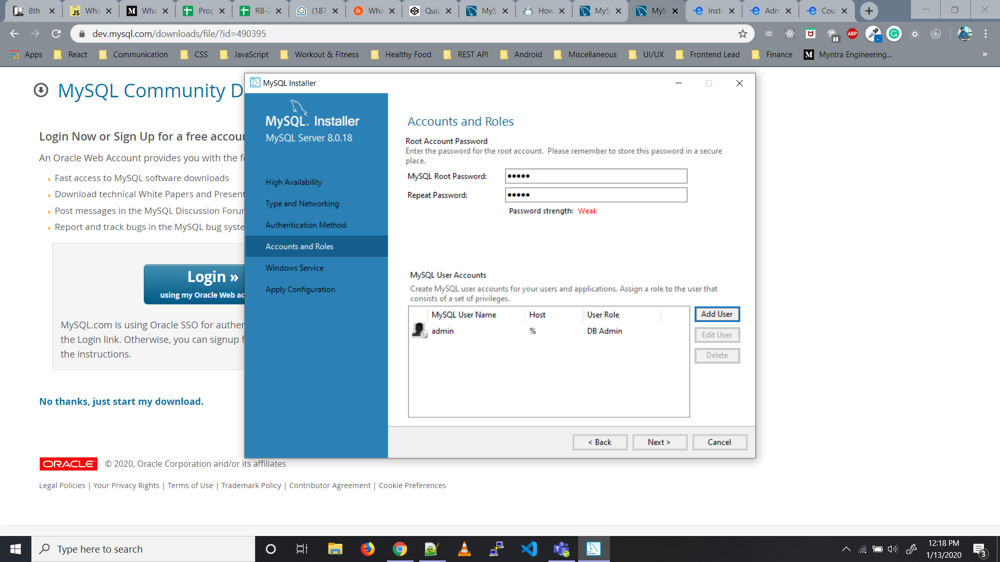 8th -
Wha
Wha
Prog
RB-2
(187
Wha
Quiz
MyS
How
MyS
MyS
Instr
Adm
Cou
dev.mysql.com/downloads/file/?id=490395
Apps
React
Communication
CSS
JavaScript
Workout & Fitness
Healthy Food
REST API
Android
Miscellaneous
UI/UX
Frontend Lead
Finance
Myntra Engineering...
»
MySQL Community D
Login Now or Sign Up for a free accoun
An Oracle Web Account provides you with the f
• Fast access to MySQL software downloads
• Download technical White Papers and Present
• Post messages in the MySQL Discussion Forur
• Report and track bugs in the MySQL bug syste
Login »
using my Oracle Web ac
MySQL.com is using Oracle SSO for auther
the Login link. Otherwise, you can signup f
the instructions.
No thanks, just start my download.
ORACLE
© 2020, Oracle Corporation and/or its affiliates
Legal Policies | Your Privacy Rights | Terms of Use | Trademark Policy | Contributor Agreement | Cookie Preferences
MySQL Installer
MySQL. Installer
MySQL Server 8.0.18
High Availability
Type and Networking
Authentication Method
Accounts and Roles
Windows Service
Apply Configuration
Accounts and Roles
Root Account Password
Enter the password for the root account.  Please remember to store this password in a secure
place.
MySQL Root Password: •••••
Repeat Password: •••••
Password strength: Weak
MySQL User Accounts
Create MySQL user accounts for your users and applications. Assign a role to the user that
consists of a set of privileges.
MySQL User Name Host User Role
admin % DB Admin
Add User
Edit User
Delete
< Back
Next >
Cancel
Type here to search
12:18 PM
1/13/2020
3